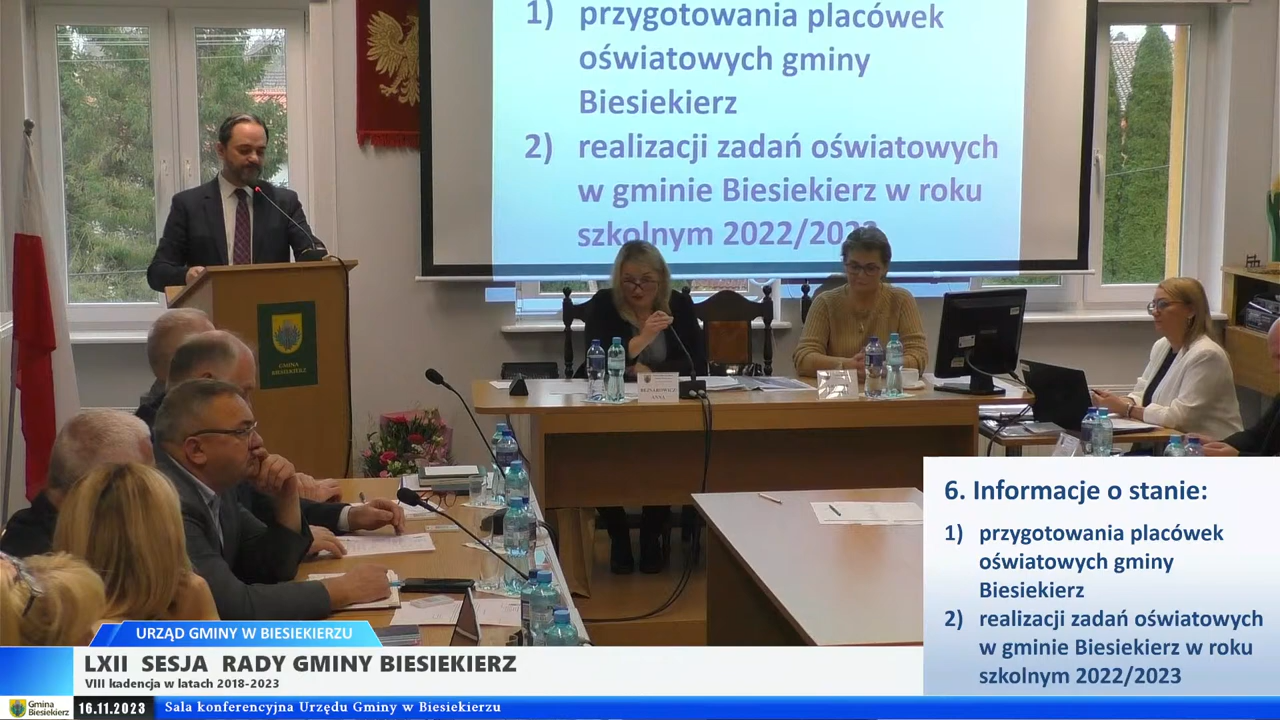 1) przygotowania placówek
oświatowych gminy
Biesiekierz
2) realizacji zadań oświatowych
w gminie Biesiekierz w roku
szkolnym 2022/2023
GMINA
BIESIEKIERZ
BEZNAROWICZ
ANNA
6. Informacje o stanie:
1) przygotowania placówek
oświatowych gminy
Biesiekierz
2) realizacji zadań oświatowych
w gminie Biesiekierz w roku
szkolnym 2022/2023
URZĄD GMINY W BIESIEKIERZU
LXII SESJA RADY GMINY BIESIEKIERZ
VIII kadencja w latach 2018-2023
Gmina
Biesiekierz
16.11.2023
Sala konferencyjna Urzędu Gminy w Biesiekierzu